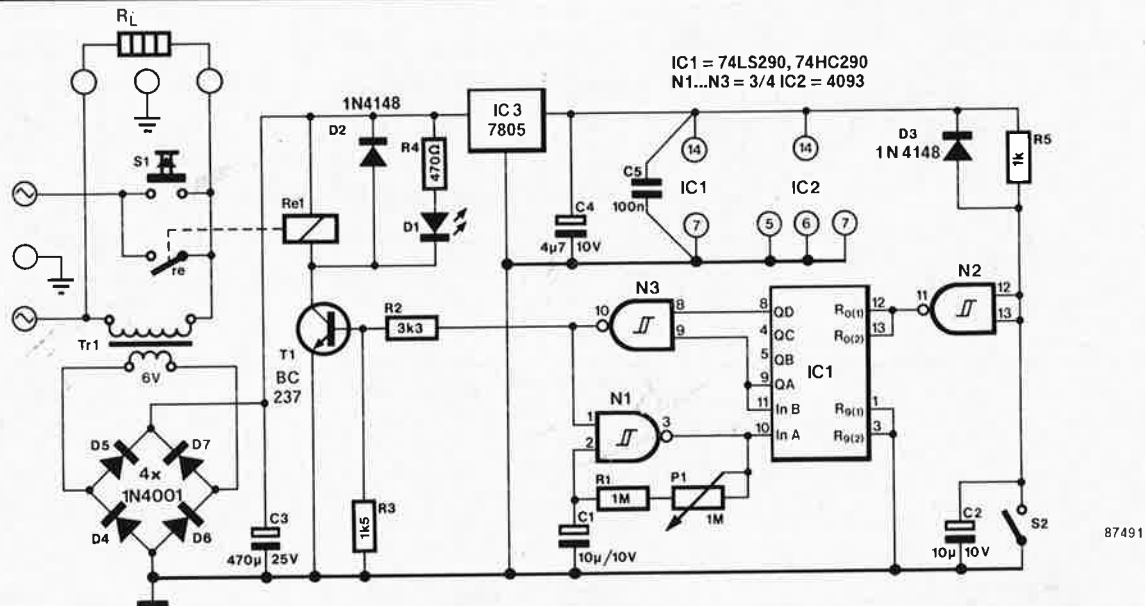 RL
IC1 = 74LS290, 74HC290
N1...N3 = 3/4 IC2 = 4093
S1
re
Tr1
6V
D5
D7
4x
1N4001
D4
D6
Re1
1N4148
D2
R4
470Ω
D1
IC 3
7805
C4
4µ7
10V
C5
100n
14
IC1
7
14
IC2
5
6
7
D3
1N 4148
R5
1k
T1
BC
237
R2
3k3
R3
1k5
C3
470µ
25V
N3
10
8
9
N1
1
2
3
R1
1M
P1
1M
C1
10µ/10V
8
QD
4
QC
5
QB
9
QA
11
In B
10
In A
IC1
R0(1)
12
R0(2)
13
R9(1)
1
R9(2)
3
N2
11
12
13
C2
10µ
10V
S2
87491